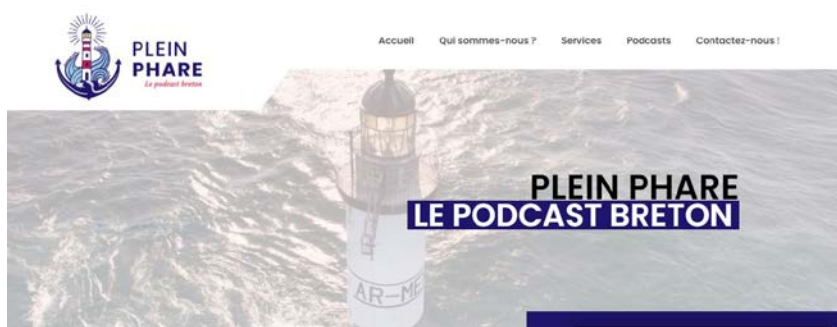 PLEIN
PHARE
Le podcast breton
Accueil Qui sommes-nous ? Services Podcasts Contactez-nous !
PLEIN PHARE
LE PODCAST BRETON
AR-ME